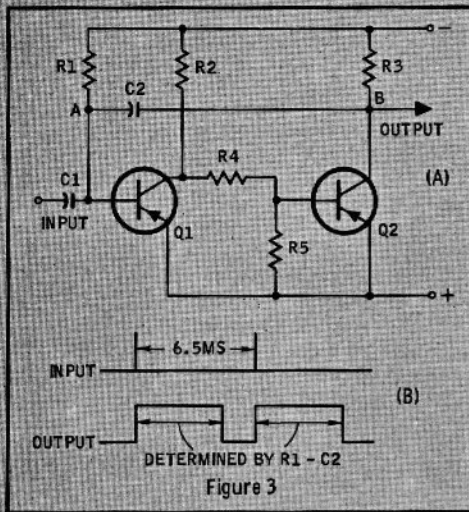 −
R1
R2
R3
C2
A
B
OUTPUT
R4
(A)
C1
INPUT
Q1
Q2
R5
+
6.5MS
INPUT
(B)
OUTPUT
DETERMINED BY R1 - C2
Figure 3